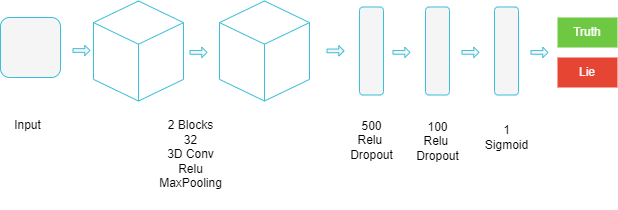 Truth
Lie
Input
2 Blocks
32
3D Conv
Relu
MaxPooling
500
Relu
Dropout
100
Relu
Dropout
1
Sigmoid